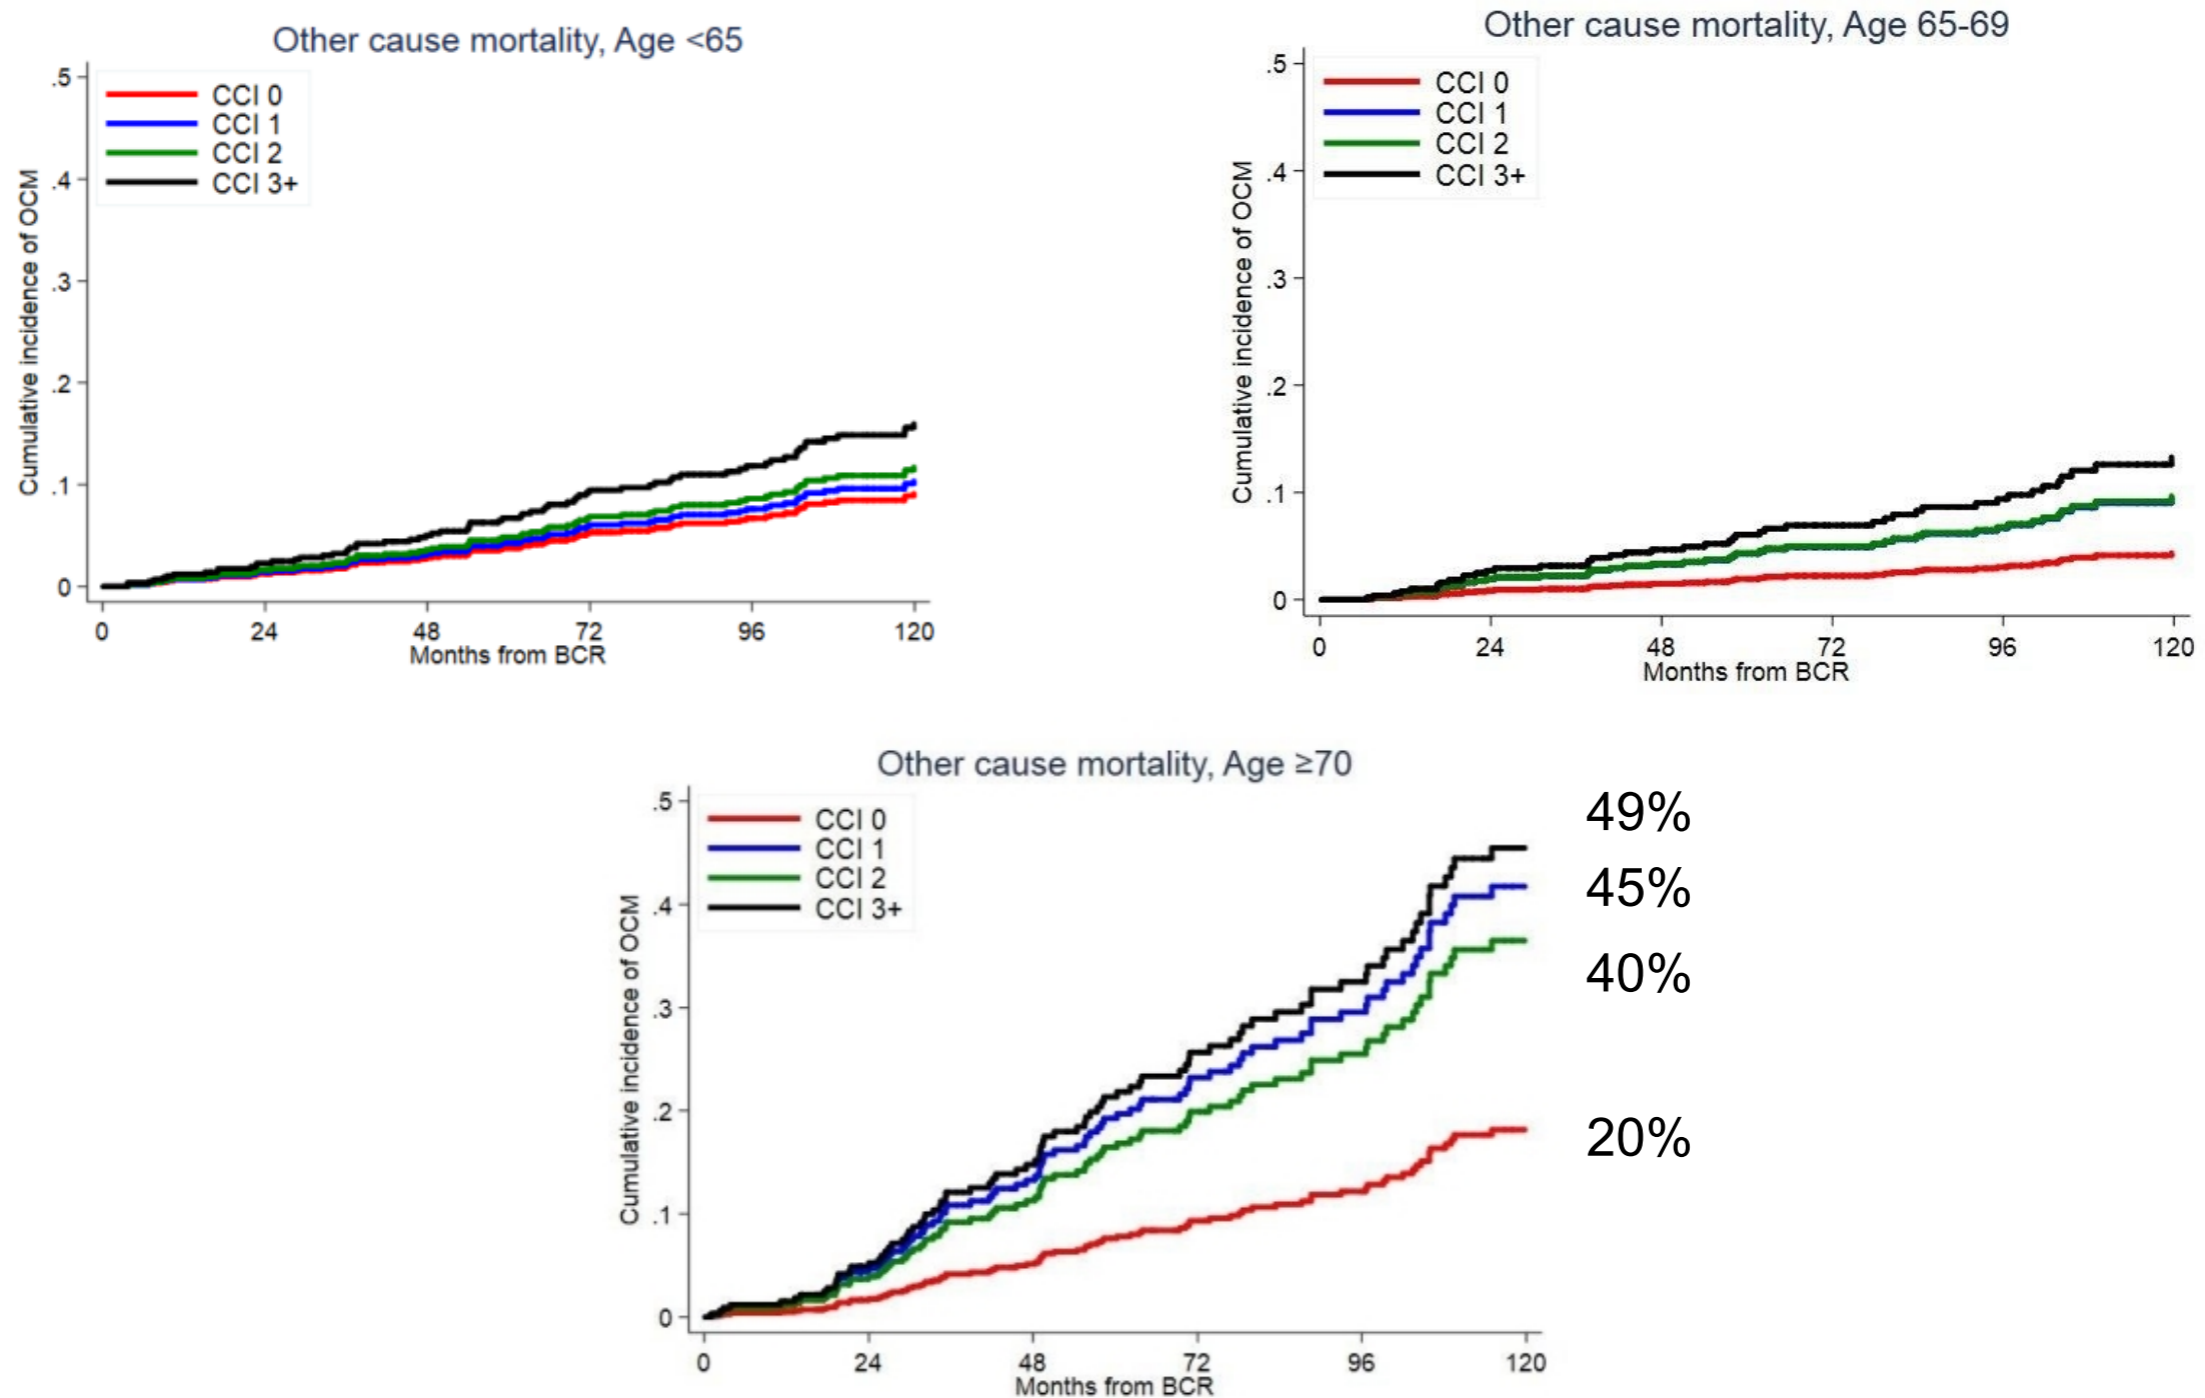 Other cause mortality, Age <65
CCI 0
CCI 1
CCI 2
CCI 3+
Cumulative incidence of OCM
.5
.4
.3
.2
.1
0
0 24 48 72 96 120
Months from BCR
Other cause mortality, Age 65-69
CCI 0
CCI 1
CCI 2
CCI 3+
Cumulative incidence of OCM
.5
.4
.3
.2
.1
0
0 24 48 72 96 120
Months from BCR
Other cause mortality, Age ≥70
CCI 0
CCI 1
CCI 2
CCI 3+
Cumulative incidence of OCM
.5
.4
.3
.2
.1
0
0 24 48 72 96 120
Months from BCR
49%
45%
40%
20%